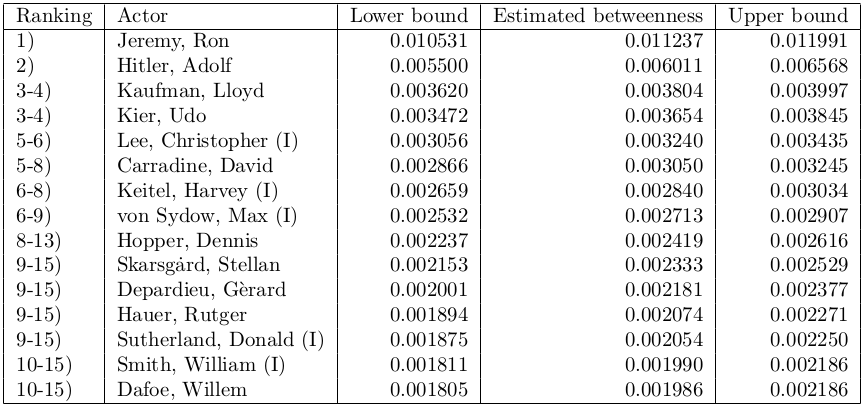 Ranking Actor Lower bound Estimated betweenness Upper bound
1) Jeremy, Ron 0.010531 0.011237 0.011991
2) Hitler, Adolf 0.005500 0.006011 0.006568
3-4) Kaufman, Lloyd 0.003620 0.003804 0.003997
3-4) Kier, Udo 0.003472 0.003654 0.003845
5-6) Lee, Christopher (I) 0.003056 0.003240 0.003435
5-8) Carradine, David 0.002866 0.003050 0.003245
6-8) Keitel, Harvey (I) 0.002659 0.002840 0.003034
6-9) von Sydow, Max (I) 0.002532 0.002713 0.002907
8-13) Hopper, Dennis 0.002237 0.002419 0.002616
9-15) Skarsgȧrd, Stellan 0.002153 0.002333 0.002529
9-15) Depardieu, Gèrard 0.002001 0.002181 0.002377
9-15) Hauer, Rutger 0.001894 0.002074 0.002271
9-15) Sutherland, Donald (I) 0.001875 0.002054 0.002250
10-15) Smith, William (I) 0.001811 0.001990 0.002186
10-15) Dafoe, Willem 0.001805 0.001986 0.002186